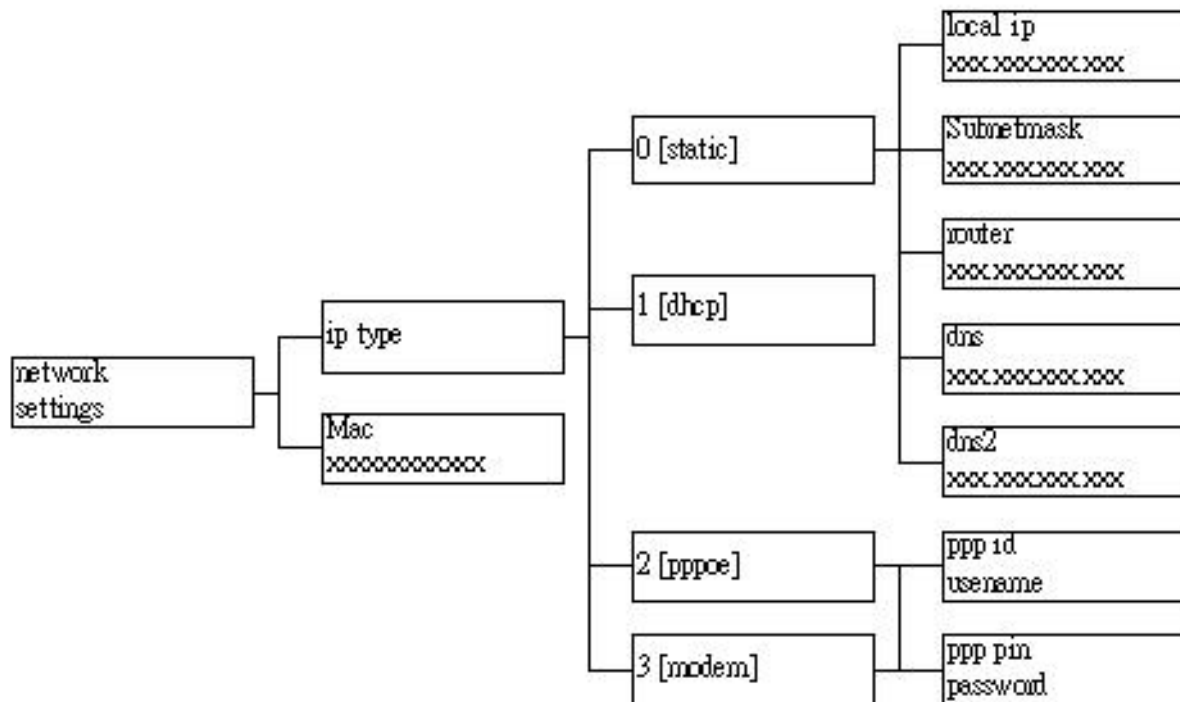 network
settings
ip type
Mac
xxxxxxxxxxxx
0 [static]
local ip
xxx.xxx.xxx.xxx
Subnetmask
xxx.xxx.xxx.xxx
router
xxx.xxx.xxx.xxx
dns
xxx.xxx.xxx.xxx
dns2
xxx.xxx.xxx.xxx
1 [dhcp]
2 [pppoe]
3 [modem]
ppp id
usename
ppp pin
password